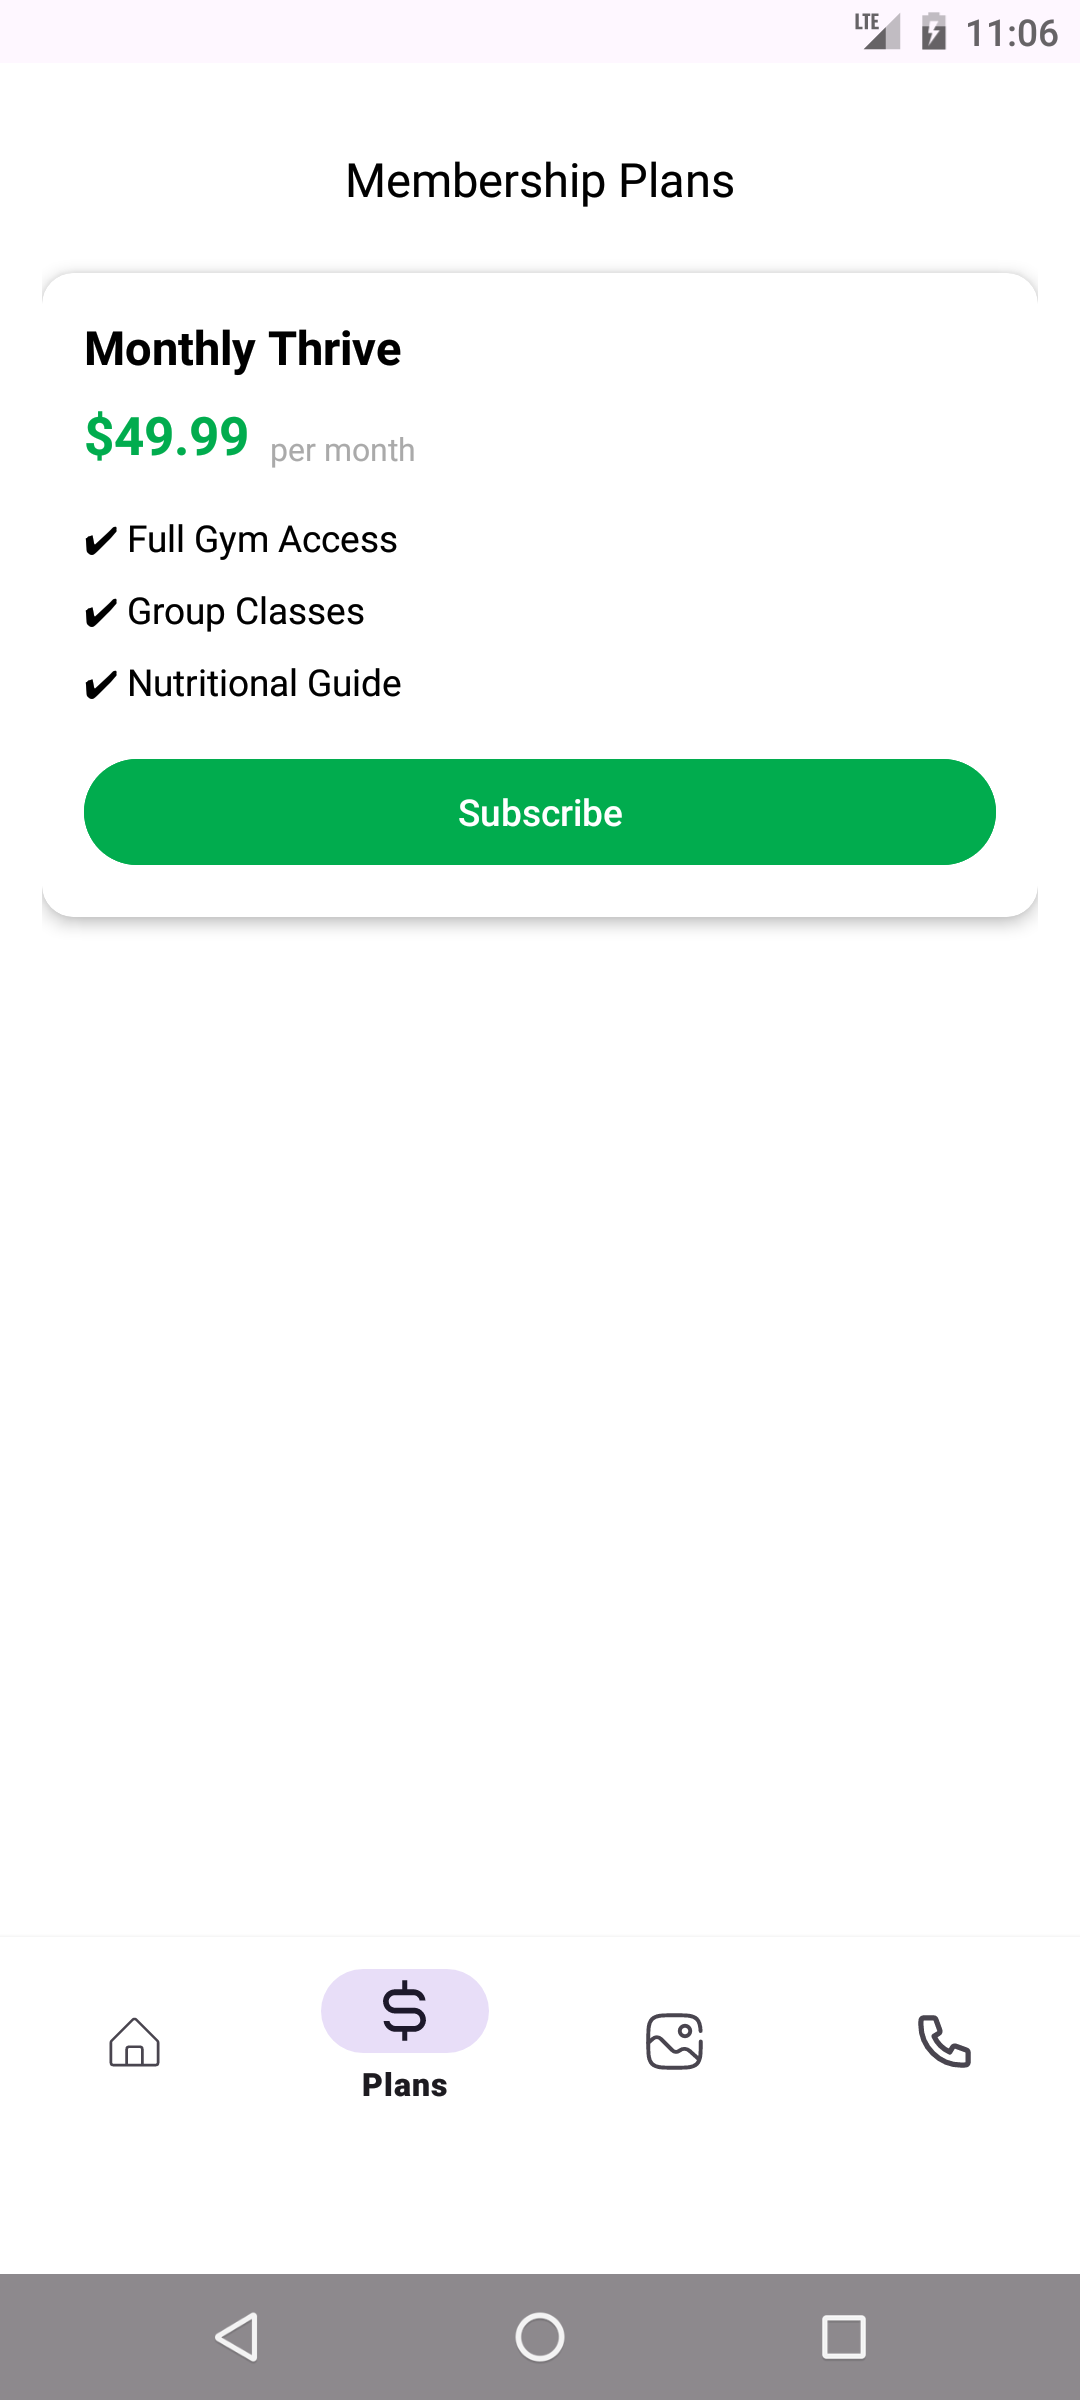 LTE 11:06
Membership Plans
Monthly Thrive
$49.99 per month
✔ Full Gym Access
✔ Group Classes
✔ Nutritional Guide
Subscribe
Plans